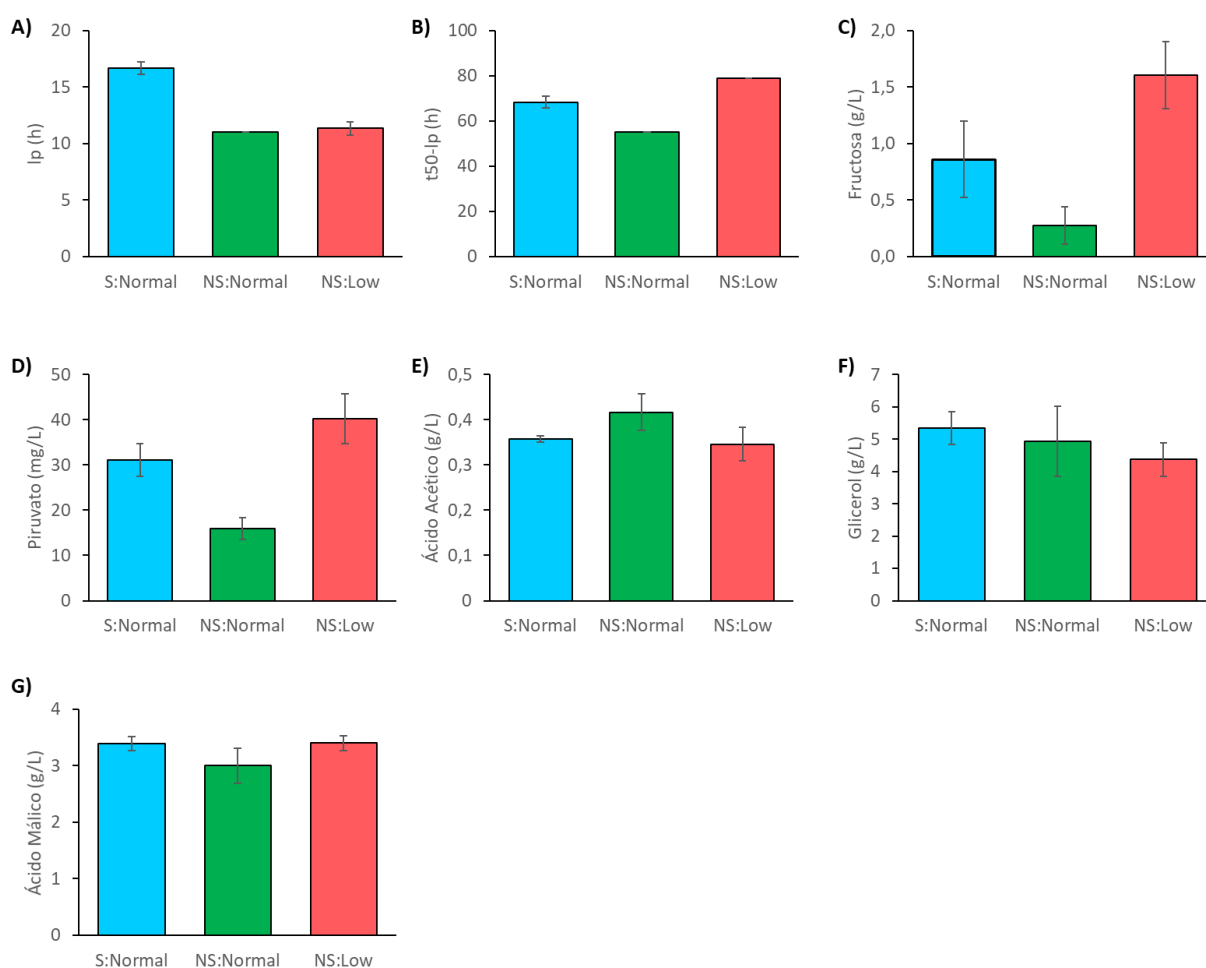 A)
20
15
10
5
0
lp (h)
S:Normal NS:Normal NS:Low
B)
100
80
60
40
20
0
t50-lp (h)
S:Normal NS:Normal NS:Low
C)
2,0
1,5
1,0
0,5
0,0
Fructosa (g/L)
S:Normal NS:Normal NS:Low
D)
50
40
30
20
10
0
Piruvato (mg/L)
S:Normal NS:Normal NS:Low
E)
0,5
0,4
0,3
0,2
0,1
0
Ácido Acético (g/L)
S:Normal NS:Normal NS:Low
F)
7
6
5
4
3
2
1
0
Glicerol (g/L)
S:Normal NS:Normal NS:Low
G)
4
3
2
1
0
Ácido Málico (g/L)
S:Normal NS:Normal NS:Low